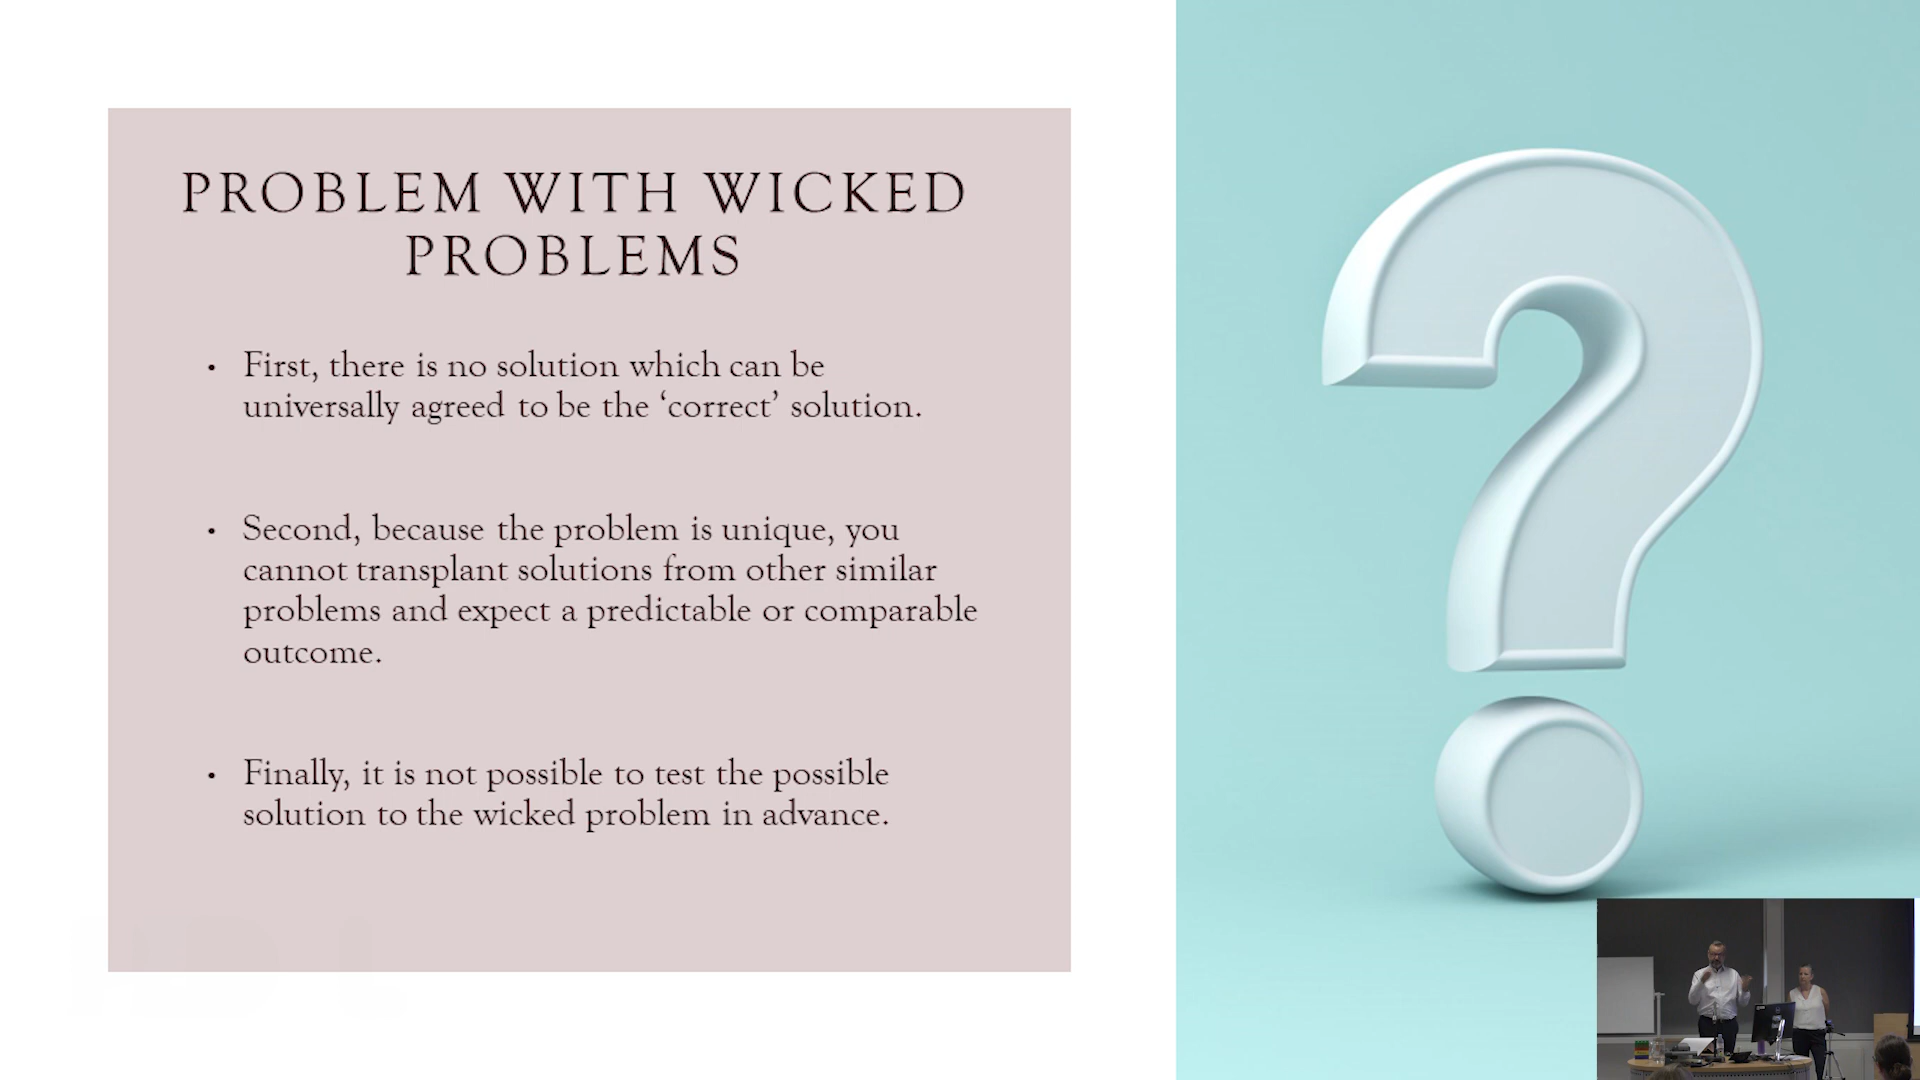 PROBLEM WITH WICKED
PROBLEMS
• First, there is no solution which can be
universally agreed to be the ‘correct’ solution.
• Second, because the problem is unique, you
cannot transplant solutions from other similar
problems and expect a predictable or comparable
outcome.
• Finally, it is not possible to test the possible
solution to the wicked problem in advance.